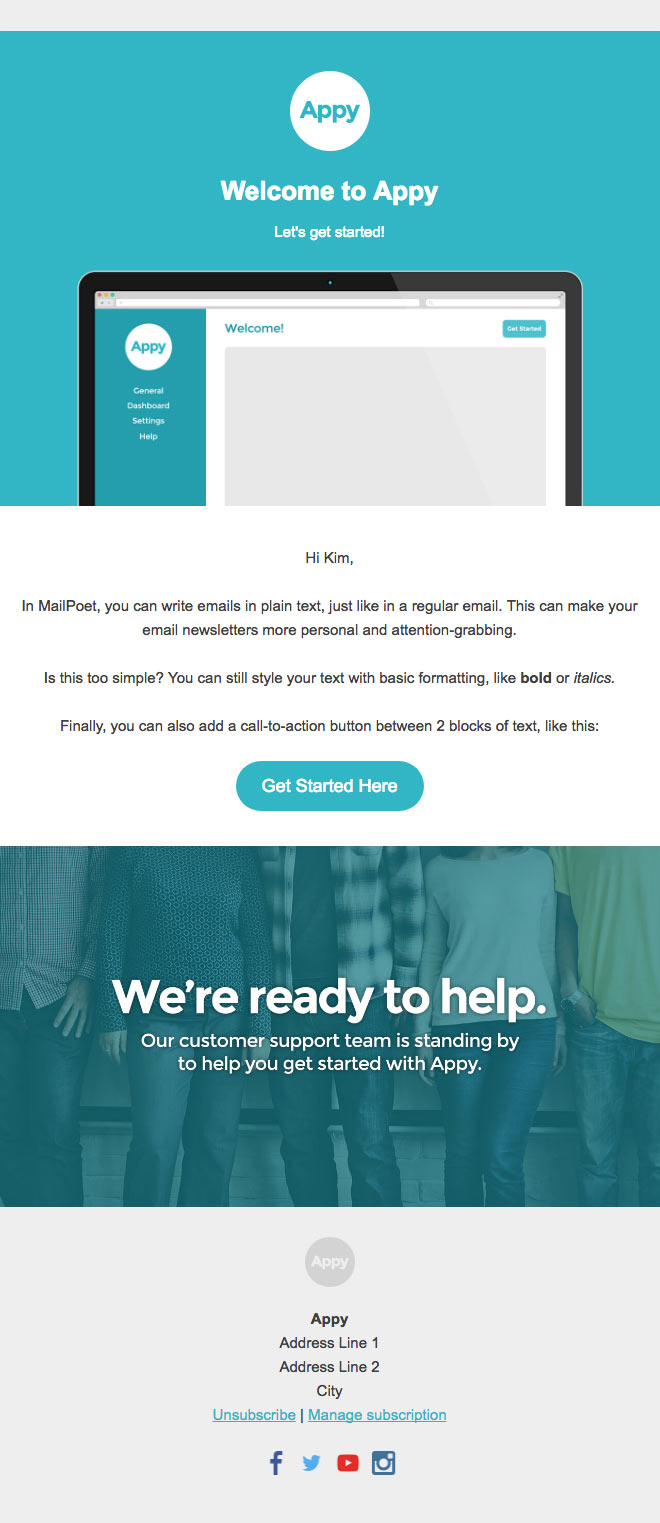 Appy
Welcome to Appy
Let's get started!
Appy
General
Dashboard
Settings
Help
Welcome!
Get Started
Hi Kim,
In MailPoet, you can write emails in plain text, just like in a regular email. This can make your
email newsletters more personal and attention-grabbing.
Is this too simple? You can still style your text with basic formatting, like bold or italics.
Finally, you can also add a call-to-action button between 2 blocks of text, like this:
Get Started Here
We're ready to help.
Our customer support team is standing by
to help you get started with Appy.
Appy
Appy
Address Line 1
Address Line 2
City
Unsubscribe | Manage subscription